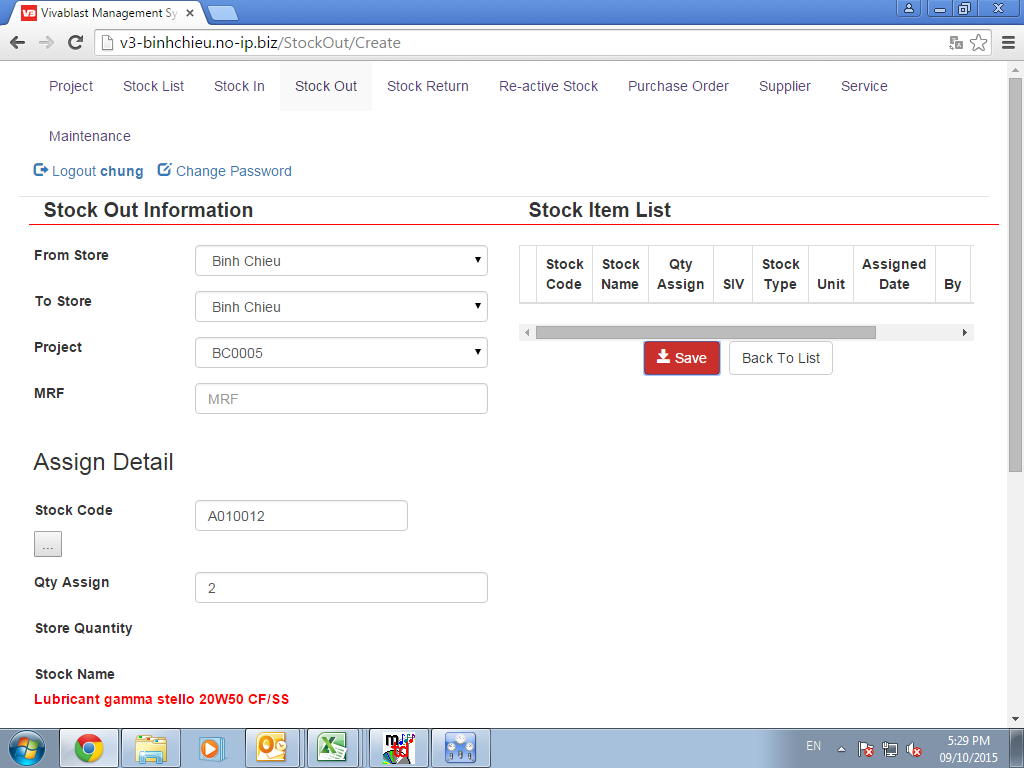 Vivablast Management Sy
v3-binhchieu.no-ip.biz/StockOut/Create
Project Stock List Stock In Stock Out Stock Return Re-active Stock Purchase Order Supplier Service
Maintenance
Logout chung Change Password
Stock Out Information
Stock Item List
From Store
Binh Chieu
To Store
Binh Chieu
Project
BC0005
MRF
MRF
Stock Code Stock Name Qty Assign SIV Stock Type Unit Assigned Date By
Save Back To List
Assign Detail
Stock Code
A010012
...
Qty Assign
2
Store Quantity
Stock Name
Lubricant gamma stello 20W50 CF/SS
EN
5:29 PM
09/10/2015